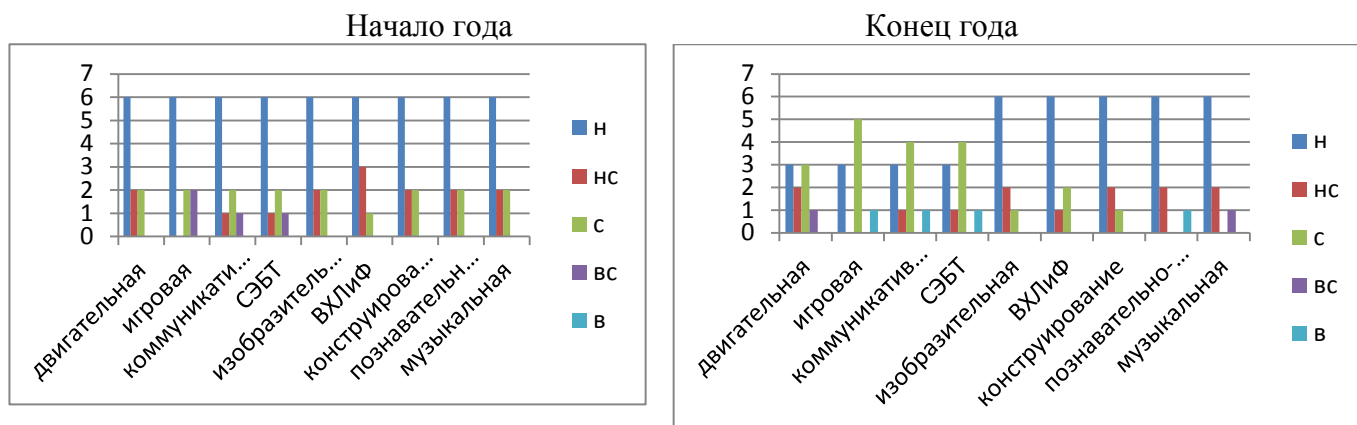 Начало года
7
6
5
4
3
2
1
0
двигательная
игровая
коммуникати...
СЭБТ
изобразитель...
ВХЛиФ
конструирова...
познавательн...
музыкальная
н
нс
с
вс
в
Конец года
7
6
5
4
3
2
1
0
двигательная
игровая
коммуникатив...
СЭБТ
изобразительная
ВХЛиФ
конструирование
познавательно-...
музыкальная
н
нс
с
вс
в